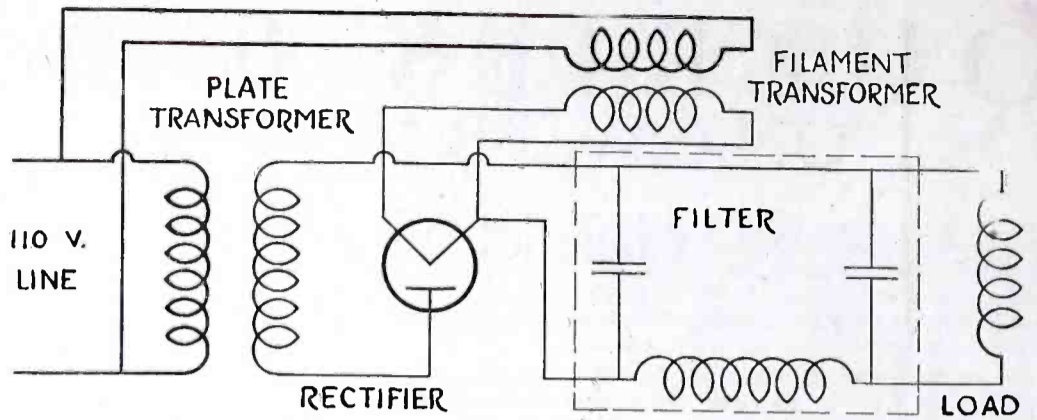 PLATE
TRANSFORMER
FILAMENT
TRANSFORMER
110 V.
LINE
FILTER
RECTIFIER
LOAD